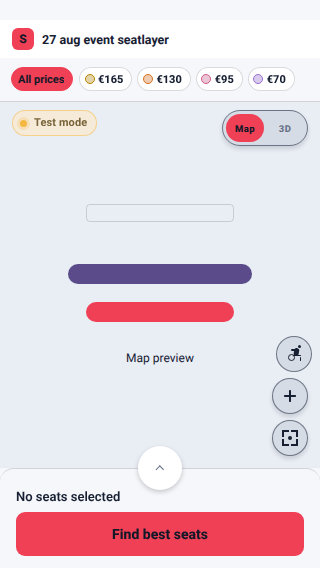 S
27 aug event seatlayer
All prices
€165
€130
€95
€70
Test mode
Map
3D
Map preview
No seats selected
Find best seats